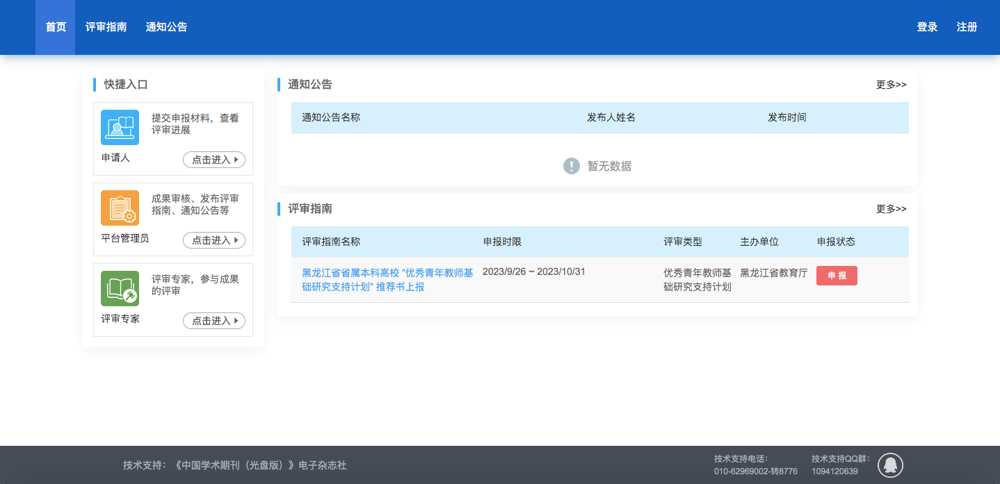 首页 评审指南 通知公告 登录 注册
快捷入口
提交申报材料，查看
评审进展
申请人
点击进入
成果审核、发布评审
指南、通知公告等
平台管理员
点击进入
评审专家，参与成果
的评审
评审专家
点击进入
通知公告 更多>>
通知公告名称 发布人姓名 发布时间
暂无数据
评审指南 更多>>
评审指南名称 申报时限 评审类型 主办单位 申报状态
黑龙江省省属本科高校 “优秀青年教师基
础研究支持计划” 推荐书上报
2023/9/26 ~ 2023/10/31
优秀青年教师基
础研究支持计划
黑龙江省教育厅
申 报
技术支持：《中国学术期刊（光盘版）》电子杂志社
技术支持电话：
010-62969002-转8776
技术支持QQ群：
1094120639